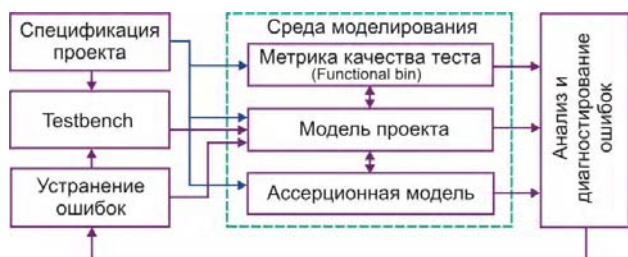 Спецификация
проекта
Testbench
Устранение
ошибок
Среда моделирования
Метрика качества теста
(Functional bin)
Модель проекта
Ассерционная модель
Анализ и
диагностирование
ошибок